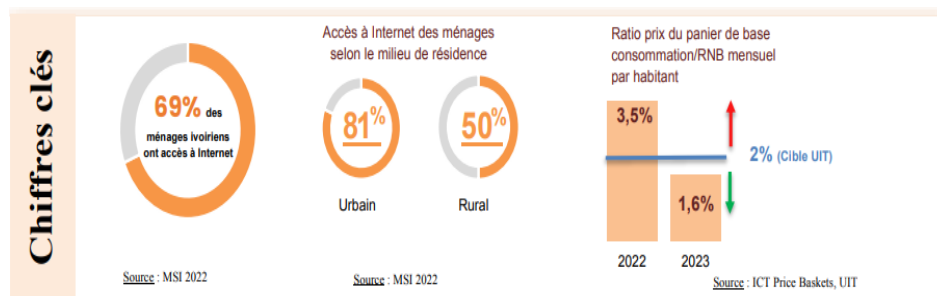 Chiffres clés
69% des
ménages ivoiriens
ont accès à Internet
Source : MSI 2022
Accès à Internet des ménages
selon le milieu de résidence
81%
50%
Urbain
Rural
Source : MSI 2022
Ratio prix du panier de base
consommation/RNB mensuel
par habitant
3,5%
2% (Cible UIT)
1,6%
2022
2023
Source : ICT Price Baskets, UIT